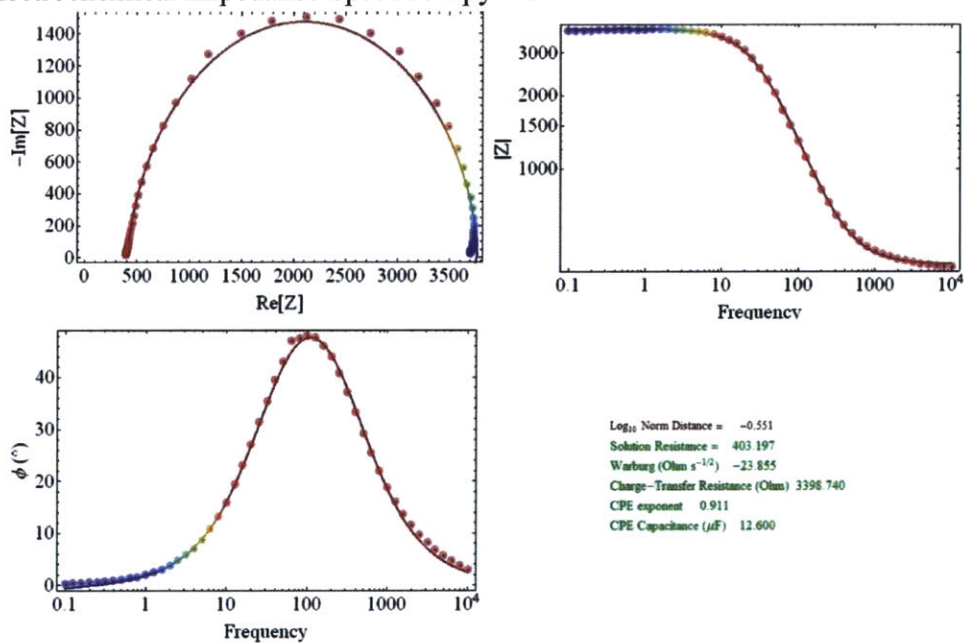 1400
1200
1000
800
600
400
200
0
-Im[Z]
0 500 1000 1500 2000 2500 3000 3500
Re[Z]
3000
2000
1500
1000
|Z|
0.1 1 10 100 1000 10⁴
Frequency
40
30
20
10
0
ϕ (°)
0.1 1 10 100 1000 10⁴
Frequency
Log₁₀ Norm Distance = -0.551
Solution Resistance = 403.197
Warburg (Ohm s⁻¹/²) -23.855
Charge-Transfer Resistance (Ohm) 3398.740
CPE exponent 0.911
CPE Capacitance (μF) 12.600